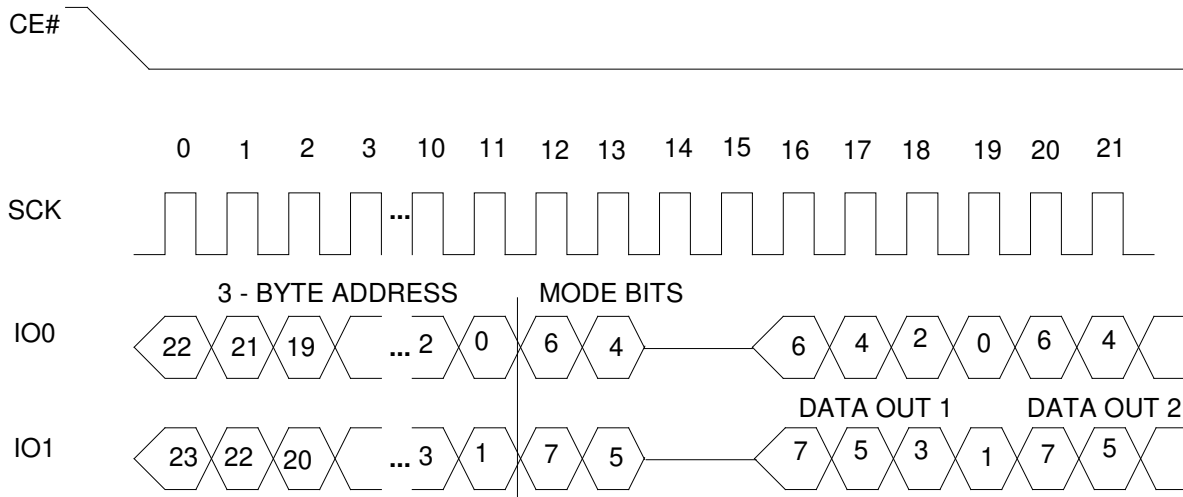 CE#
0 1 2 3 10 11 12 13 14 15 16 17 18 19 20 21
SCK ...
3 - BYTE ADDRESS MODE BITS
IO0 22 21 19 ... 2 0 6 4 6 4 2 0 6 4
DATA OUT 1 DATA OUT 2
IO1 23 22 20 ... 3 1 7 5 7 5 3 1 7 5